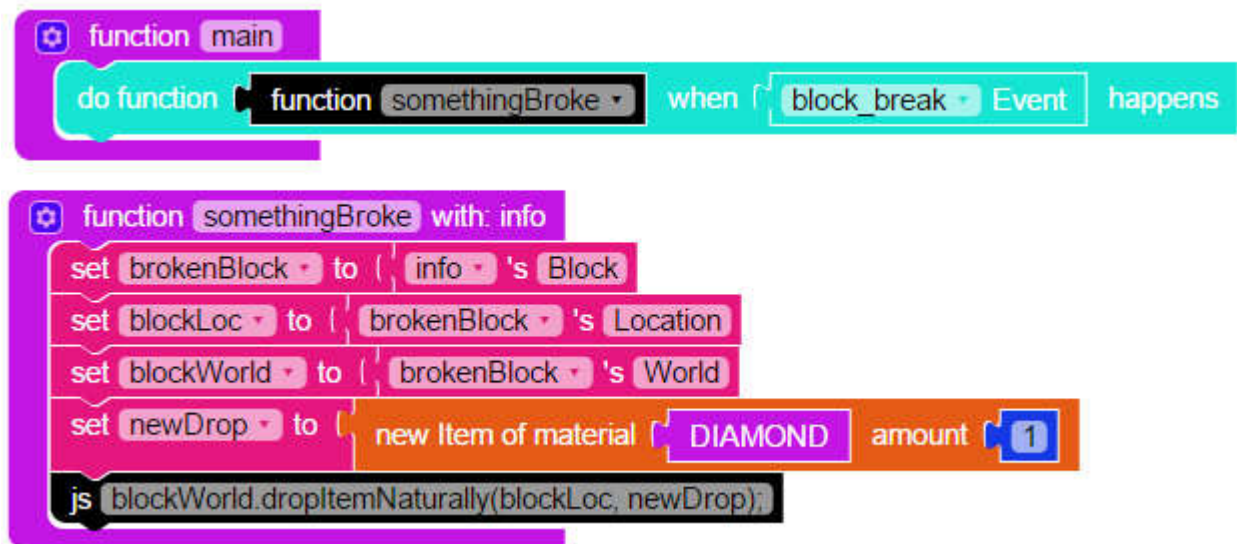 function main
do function function somethingBroke when block_break Event happens
function somethingBroke with: info
set brokenBlock to info 's Block
set blockLoc to brokenBlock 's Location
set blockWorld to brokenBlock 's World
set newDrop to new Item of material DIAMOND amount 1
js blockWorld.dropItemNaturally(blockLoc, newDrop);